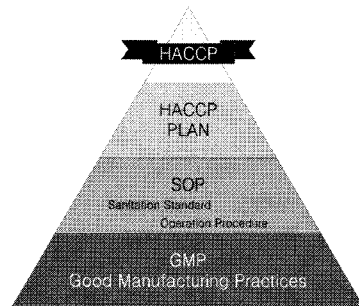 HACCP
HACCP
PLAN
SOP
Sanitation Standard
Operation Procedure
GMP
Good Manufacturing Practices